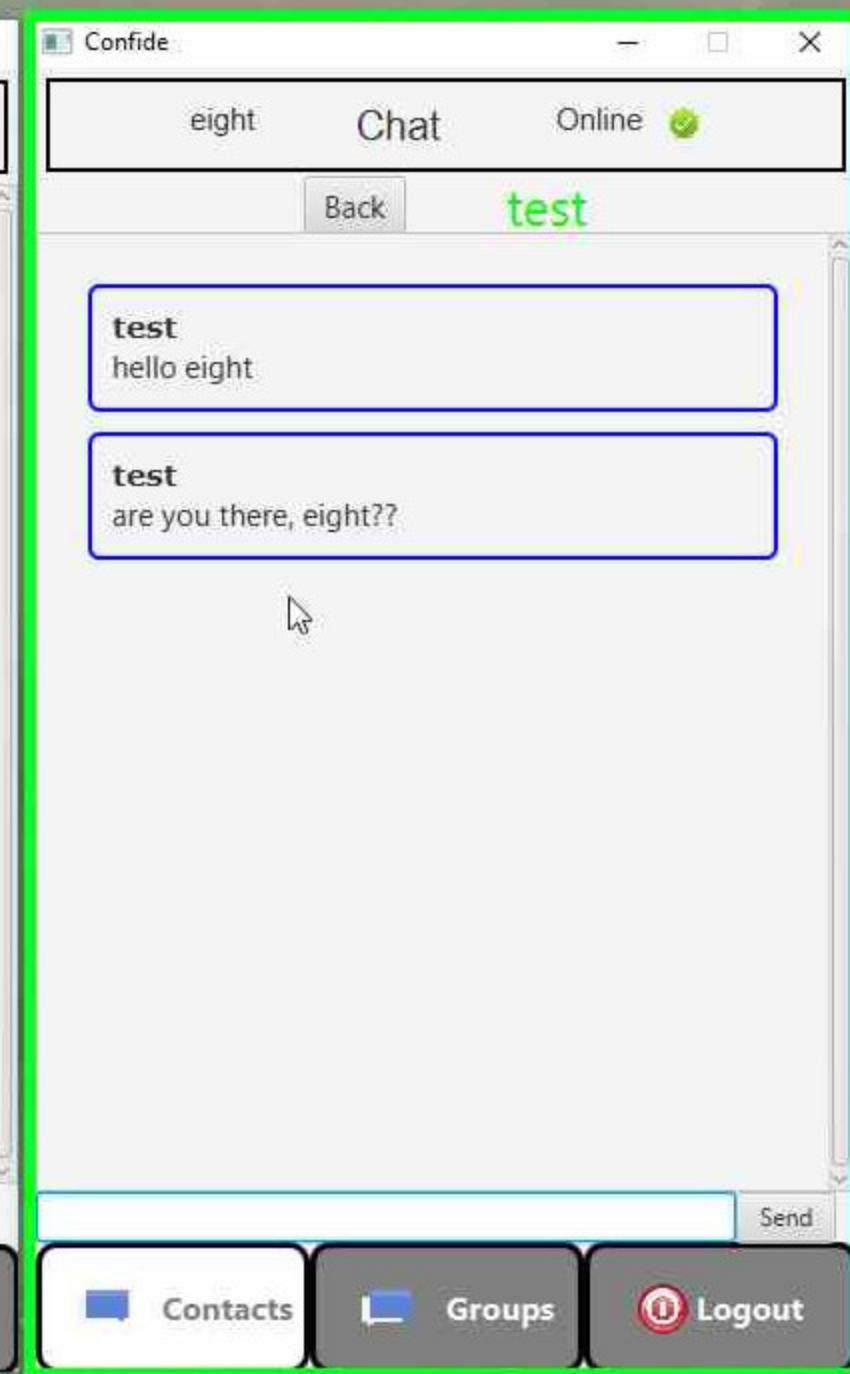 Confide
eight Chat Online
Back test
test
hello eight
test
are you there, eight??
Send
Contacts Groups Logout